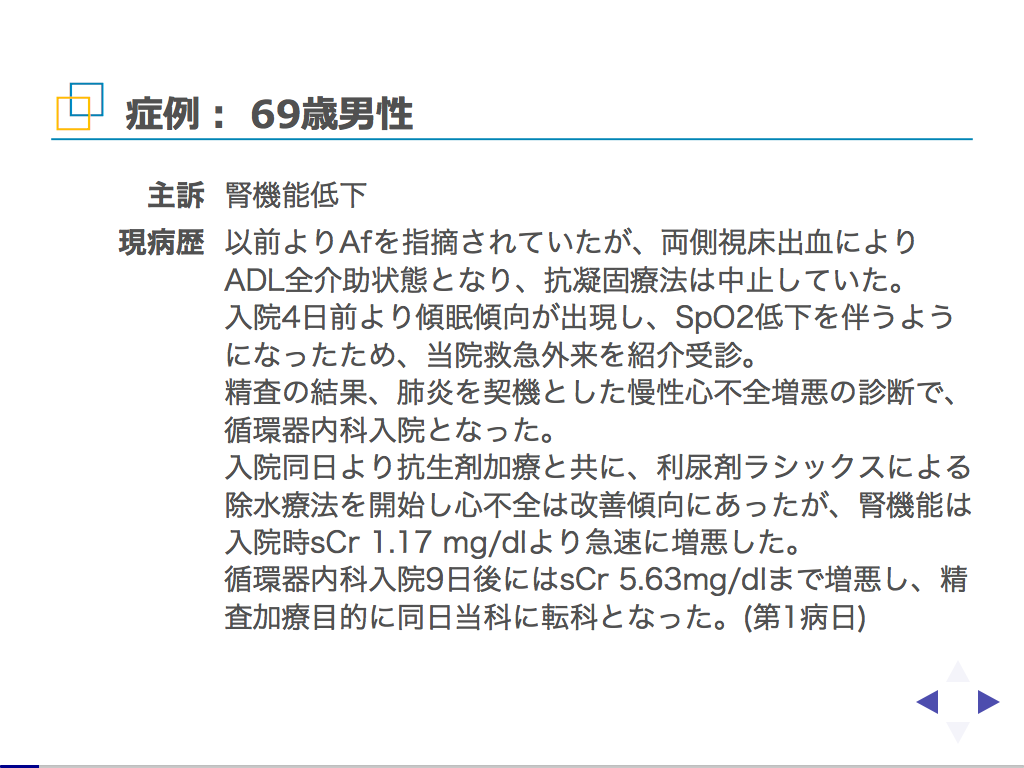 症例： 69歳男性
主訴 腎機能低下
現病歴 以前よりAfを指摘されていたが、両側視床出血により
ADL全介助状態となり、抗凝固療法は中止していた。
入院4日前より傾眠傾向が出現し、SpO2低下を伴うよう
になったため、当院救急外来を紹介受診。
精査の結果、肺炎を契機とした慢性心不全増悪の診断で、
循環器内科入院となった。
入院同日より抗生剤加療と共に、利尿剤ラシックスによる
除水療法を開始し心不全は改善傾向にあったが、腎機能は
入院時sCr 1.17 mg/dlより急速に増悪した。
循環器内科入院9日後にはsCr 5.63mg/dlまで増悪し、精
査加療目的に同日当科に転科となった。(第1病日)